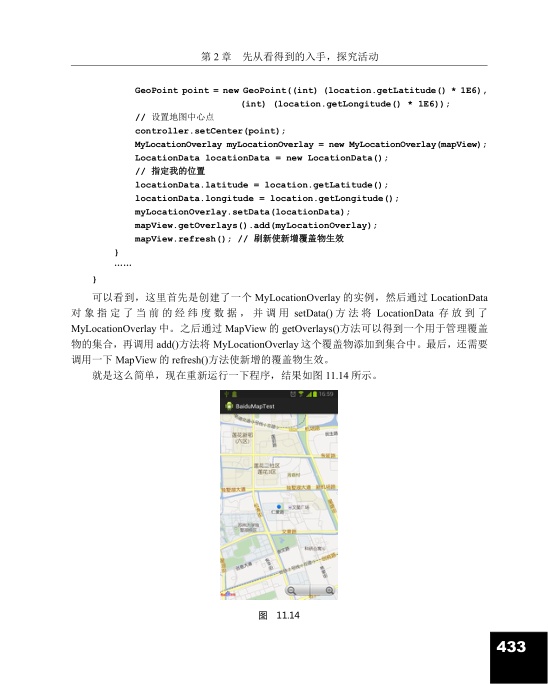 第 2 章 先从看得到的入手，探究活动
GeoPoint point = new GeoPoint((int) (location.getLatitude() * 1E6),
(int) (location.getLongitude() * 1E6));
// 设置地图中心点
controller.setCenter(point);
MyLocationOverlay myLocationOverlay = new MyLocationOverlay(mapView);
LocationData locationData = new LocationData();
// 指定我的位置
locationData.latitude = location.getLatitude();
locationData.longitude = location.getLongitude();
myLocationOverlay.setData(locationData);
mapView.getOverlays().add(myLocationOverlay);
mapView.refresh(); // 刷新使新增覆盖物生效
}
……
}
可以看到，这里首先是创建了一个 MyLocationOverlay 的实例，然后通过 LocationData
对象指定了当前的经纬度数据，并调用 setData()方法将 LocationData 存放到了
MyLocationOverlay 中。之后通过 MapView 的 getOverlays()方法可以得到一个用于管理覆盖
物的集合，再调用 add()方法将 MyLocationOverlay 这个覆盖物添加到集合中。最后，还需要
调用一下 MapView 的 refresh()方法使新增的覆盖物生效。
就是这么简单，现在重新运行一下程序，结果如图 11.14 所示。
16:59
BaiduMapTest
图 11.14
433